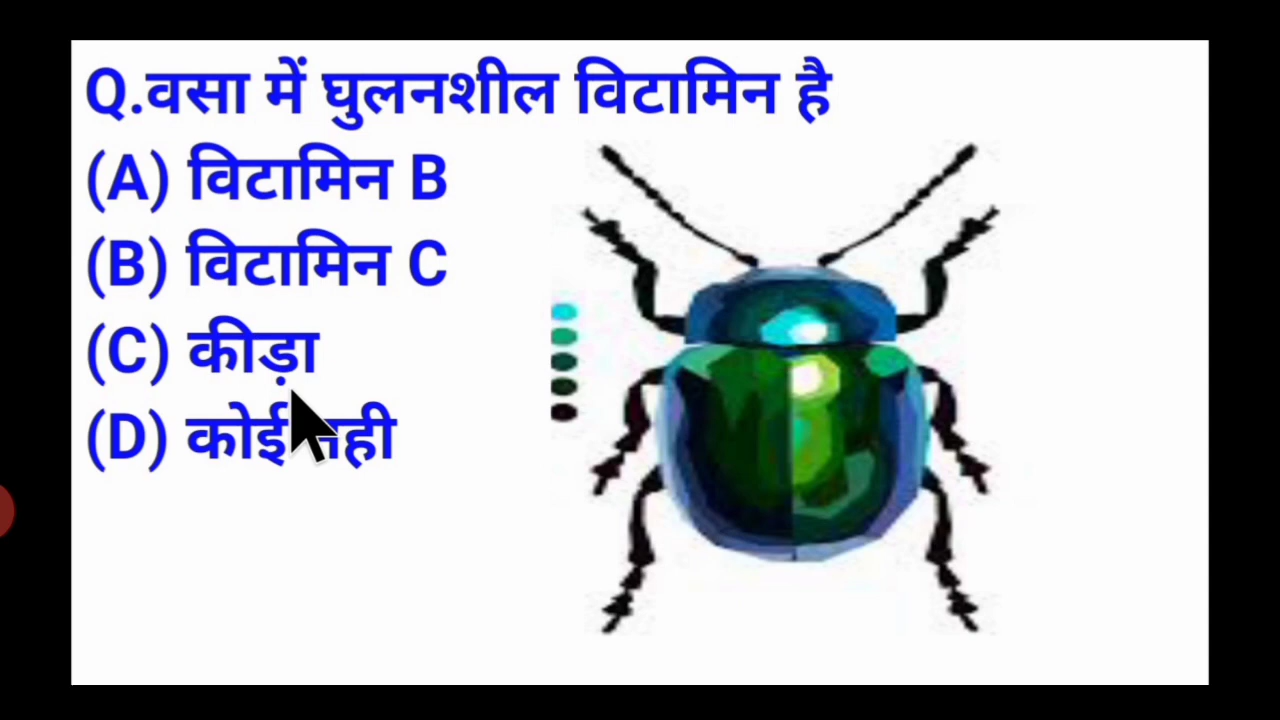 Q.वसा में घुलनशील विटामिन है
(A) विटामिन B
(B) विटामिन C
(C) कीड़ा
(D) कोई नही